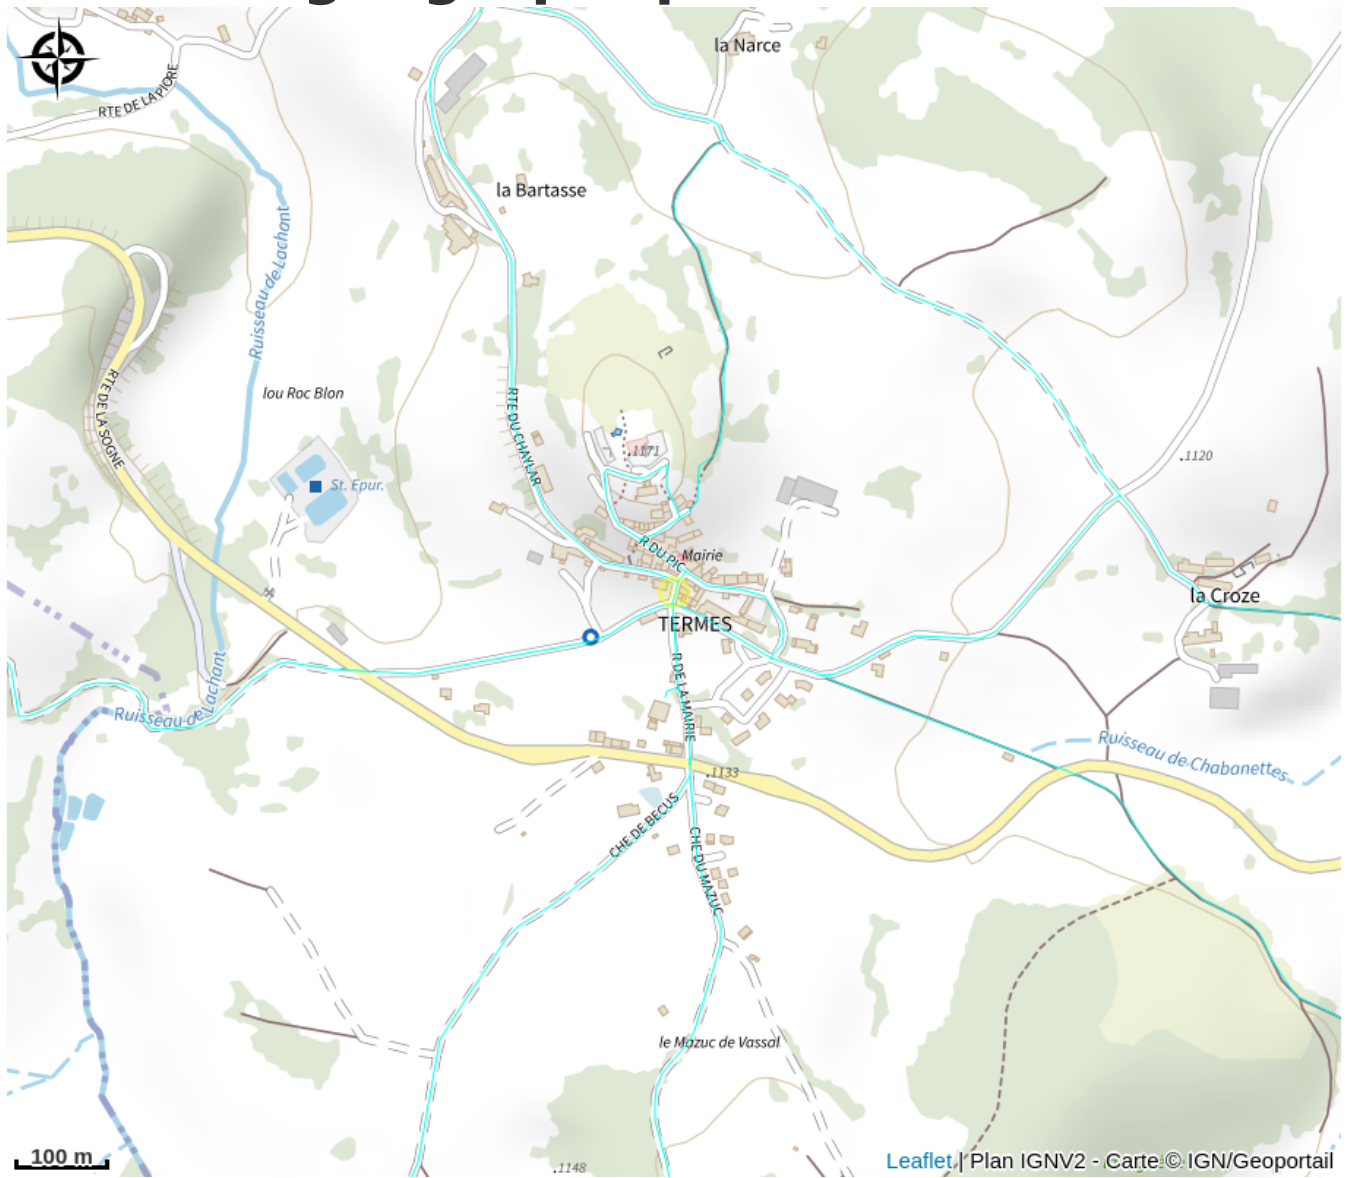 la Narce
RTE DE LA PIORE
la Bartasse
Ruisseau de Lachant
RTE DE LA SOGNE
lou Roc Blon
RTE DU CHAYLAR
.1171
.1120
St. Epur.
R DU PIC
Mairie
la Croze
TERMES
R DE LA MAIRIE
Ruisseau de Lachant
Ruisseau de Chabanettes
.1133
CHE DE BECUS
CHE DU MAZUC
le Mazuc de Vassal
100 m
.1148
Leaflet | Plan IGNV2 - Carte © IGN/Geoportail